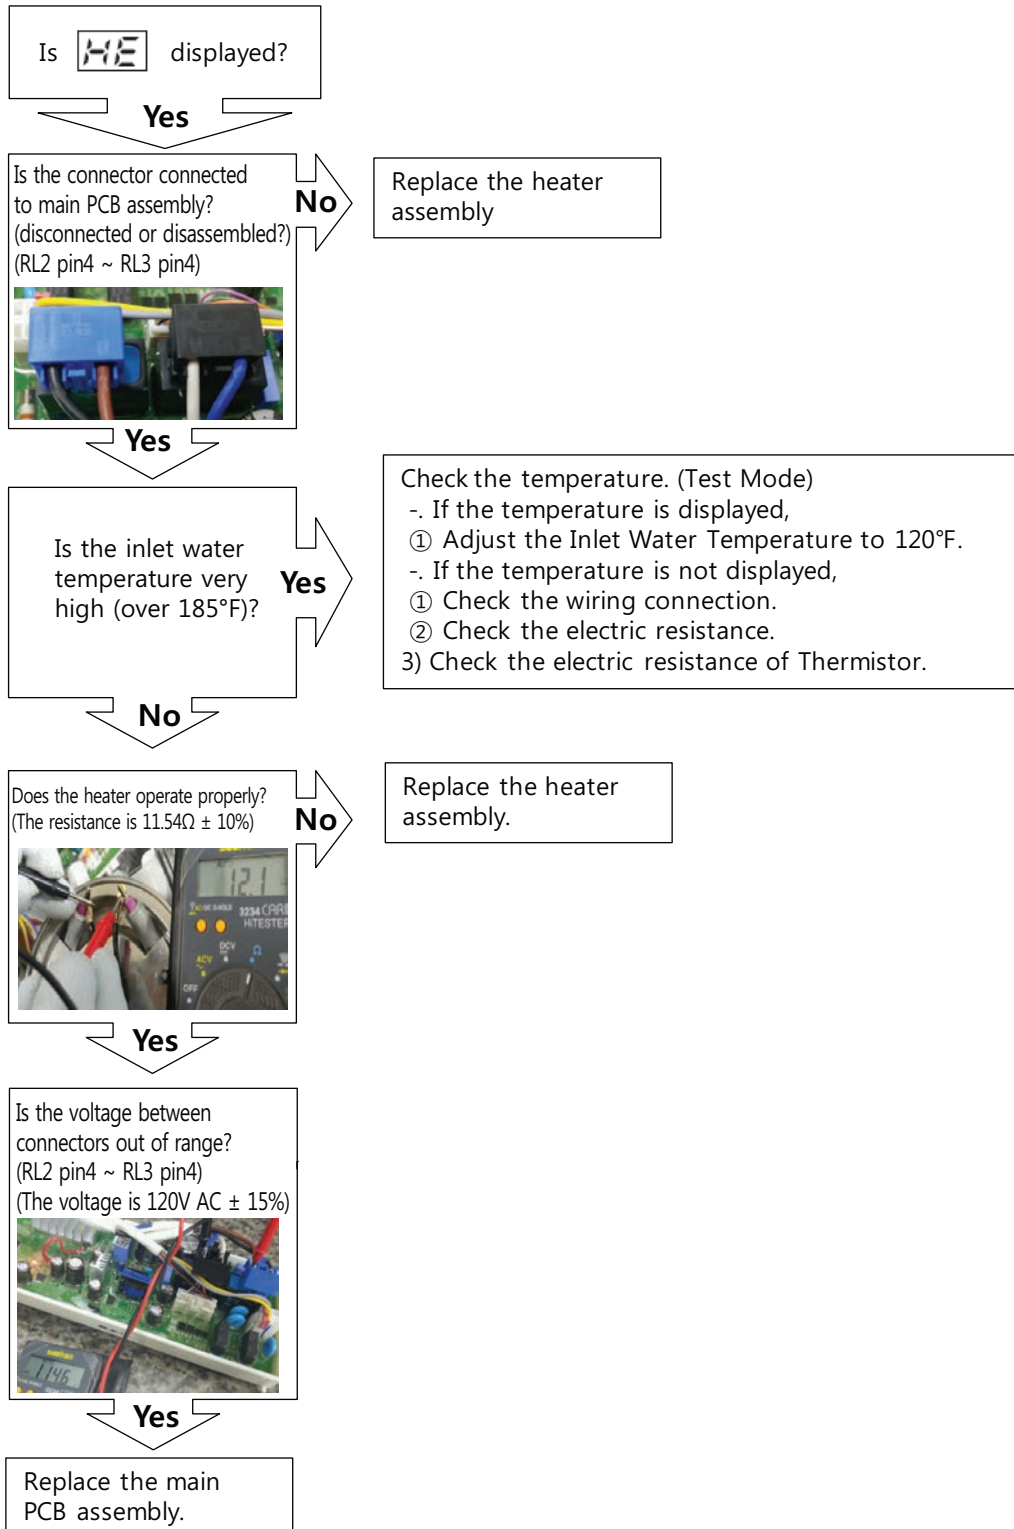 Is HE displayed?
Yes
Is the connector connected
to main PCB assembly?
(disconnected or disassembled?)
(RL2 pin4 ~ RL3 pin4)
No
Replace the heater
assembly
Yes
Is the inlet water
temperature very
high (over 185°F)?
Yes
Check the temperature. (Test Mode)
-. If the temperature is displayed,
① Adjust the Inlet Water Temperature to 120°F.
-. If the temperature is not displayed,
① Check the wiring connection.
② Check the electric resistance.
3) Check the electric resistance of Thermistor.
No
Does the heater operate properly?
(The resistance is 11.54Ω ± 10%)
No
Replace the heater
assembly.
12.1
3234 CARD
HiTESTER
DCV
Ω
ACV
OFF
Yes
Is the voltage between
connectors out of range?
(RL2 pin4 ~ RL3 pin4)
(The voltage is 120V AC ± 15%)
114.6
Yes
Replace the main
PCB assembly.